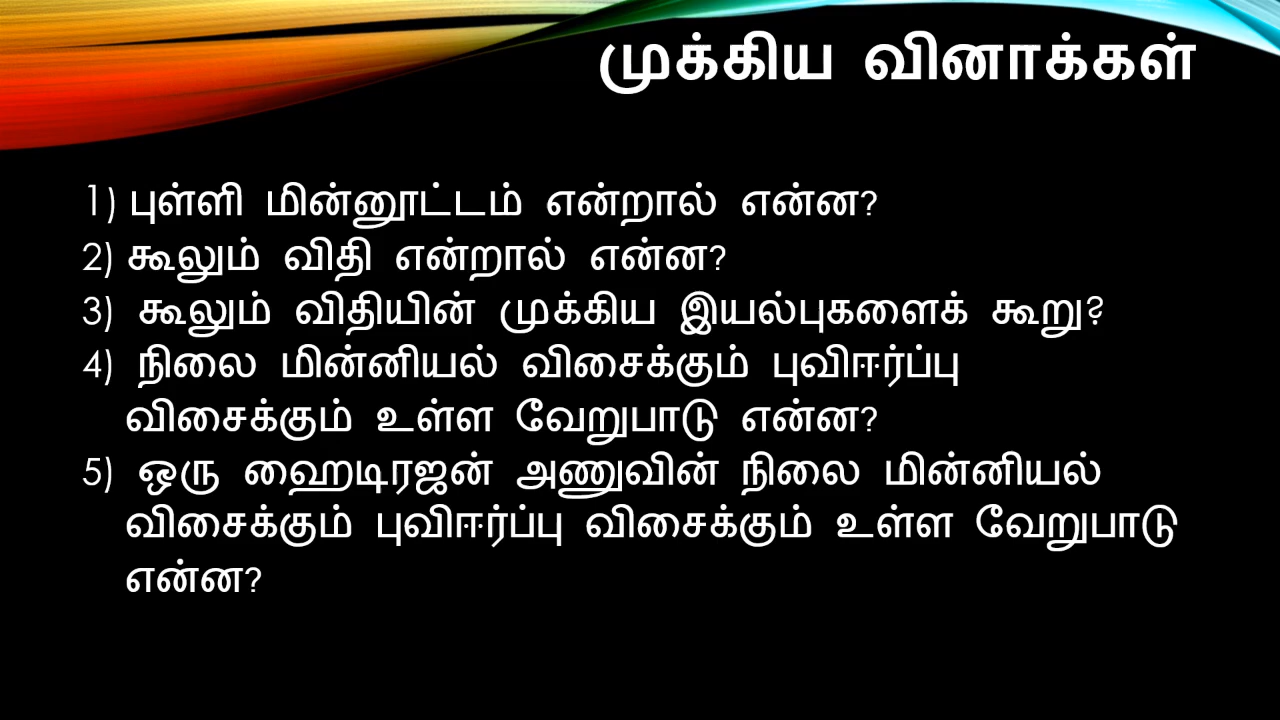 முக்கிய வினாக்கள்
1) புள்ளி மின்னூட்டம் என்றால் என்ன?
2) கூலும் விதி என்றால் என்ன?
3) கூலும் விதியின் முக்கிய இயல்புகளைக் கூறு?
4) நிலை மின்னியல் விசைக்கும் புவிஈர்ப்பு
விசைக்கும் உள்ள வேறுபாடு என்ன?
5) ஒரு ஹைடிரஜன் அணுவின் நிலை மின்னியல்
விசைக்கும் புவிஈர்ப்பு விசைக்கும் உள்ள வேறுபாடு
என்ன?